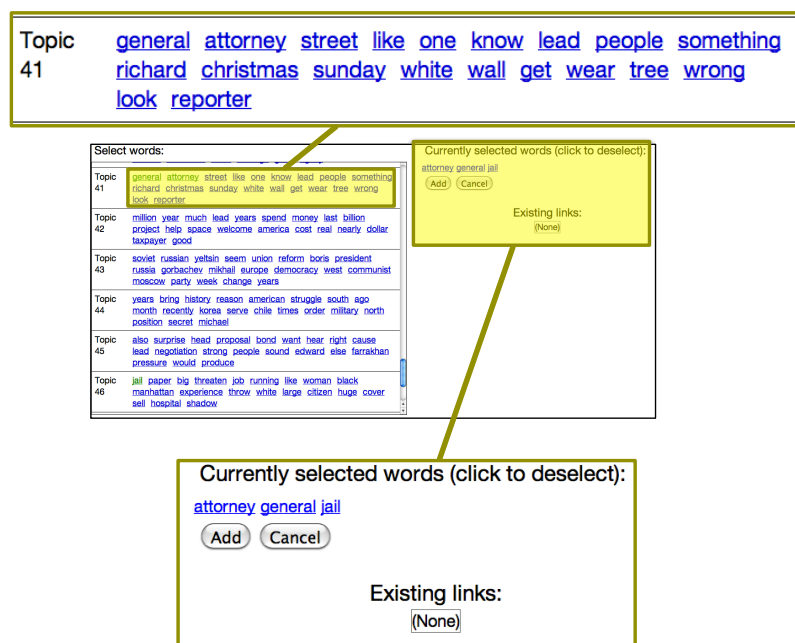 Topic general attorney street like one know lead people something
41 richard christmas sunday white wall get wear tree wrong
look reporter
Select words:
Topic general attorney street like one know lead people something
41 richard christmas sunday white wall get wear tree wrong
look reporter
Topic million year much lead years spend money last billion
42 project help space welcome america cost real nearly dollar
taxpayer good
Topic soviet russian yeltsin seem union reform boris president
43 russia gorbachev mikhail europe democracy west communist
moscow party week change years
Topic years bring history reason american struggle south ago
44 month recently korea serve chile times order military north
position secret michael
Topic also surprise head proposal bond want hear right cause
45 lead negotiation strong people sound edward else farrakhan
pressure would produce
Topic jail paper big threaten job running like woman black
46 manhattan experience throw white large citizen huge cover
sell hospital shadow
Currently selected words (click to deselect):
attorney general jail
Add Cancel
Existing links:
(None)
Currently selected words (click to deselect):
attorney general jail
Add Cancel
Existing links:
(None)